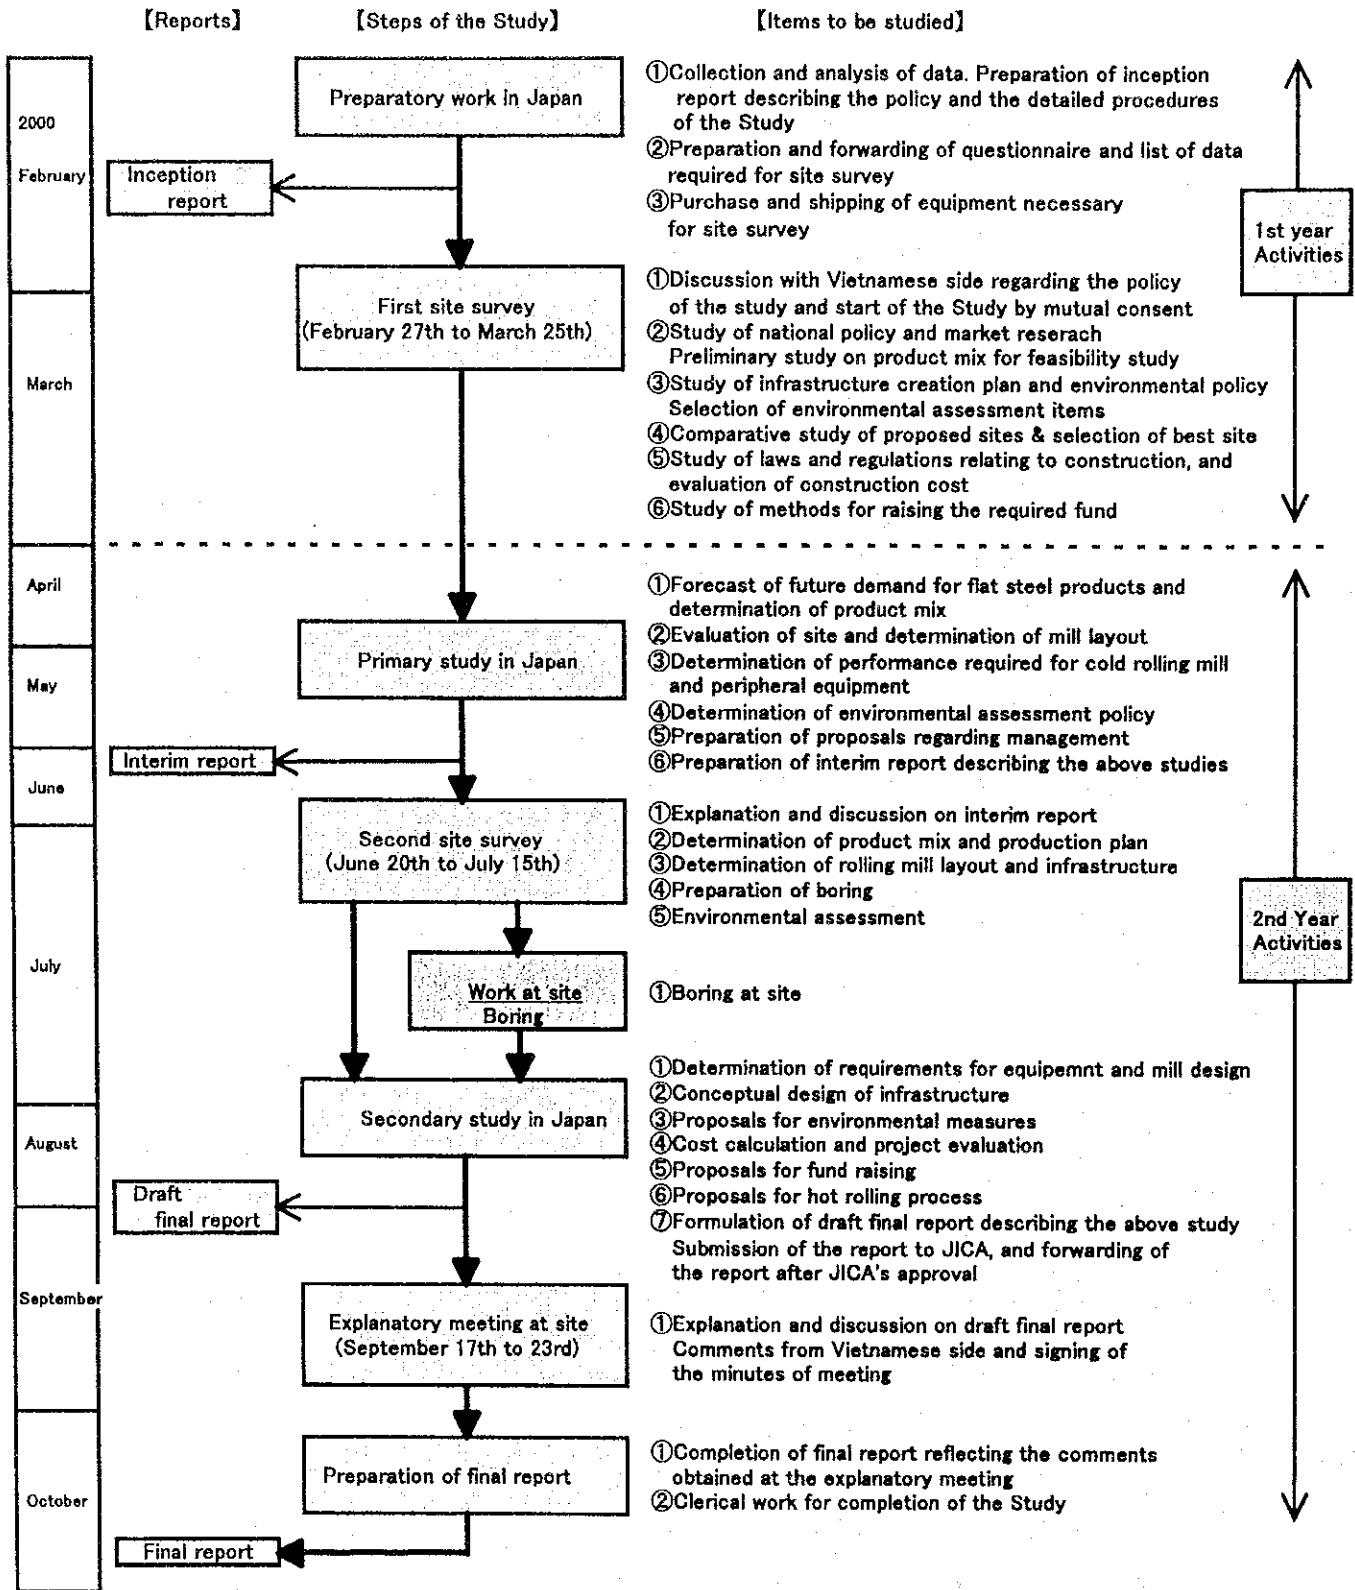 【Reports】 【Steps of the Study】 【Items to be studied】
2000
February
Preparatory work in Japan
①Collection and analysis of data. Preparation of inception
report describing the policy and the detailed procedures
of the Study
②Preparation and forwarding of questionnaire and list of data
required for site survey
③Purchase and shipping of equipment necessary
for site survey
Inception
report
1st year
Activities
March
First site survey
(February 27th to March 25th)
①Discussion with Vietnamese side regarding the policy
of the study and start of the Study by mutual consent
②Study of national policy and market reserach
Preliminary study on product mix for feasibility study
③Study of infrastructure creation plan and environmental policy
Selection of environmental assessment items
④Comparative study of proposed sites & selection of best site
⑤Study of laws and regulations relating to construction, and
evaluation of construction cost
⑥Study of methods for raising the required fund
April
May
Primary study in Japan
①Forecast of future demand for flat steel products and
determination of product mix
②Evaluation of site and determination of mill layout
③Determination of performance required for cold rolling mill
and peripheral equipment
④Determination of environmental assessment policy
⑤Preparation of proposals regarding management
⑥Preparation of interim report describing the above studies
Interim report
June
Second site survey
(June 20th to July 15th)
①Explanation and discussion on interim report
②Determination of product mix and production plan
③Determination of rolling mill layout and infrastructure
④Preparation of boring
⑤Environmental assessment
2nd Year
Activities
July
Work at site
Boring
①Boring at site
August
Secondary study in Japan
①Determination of requirements for equipemnt and mill design
②Conceptual design of infrastructure
③Proposals for environmental measures
④Cost calculation and project evaluation
⑤Proposals for fund raising
⑥Proposals for hot rolling process
⑦Formulation of draft final report describing the above study
Submission of the report to JICA, and forwarding of
the report after JICA's approval
Draft
final report
September
Explanatory meeting at site
(September 17th to 23rd)
①Explanation and discussion on draft final report
Comments from Vietnamese side and signing of
the minutes of meeting
October
Preparation of final report
①Completion of final report reflecting the comments
obtained at the explanatory meeting
②Clerical work for completion of the Study
Final report